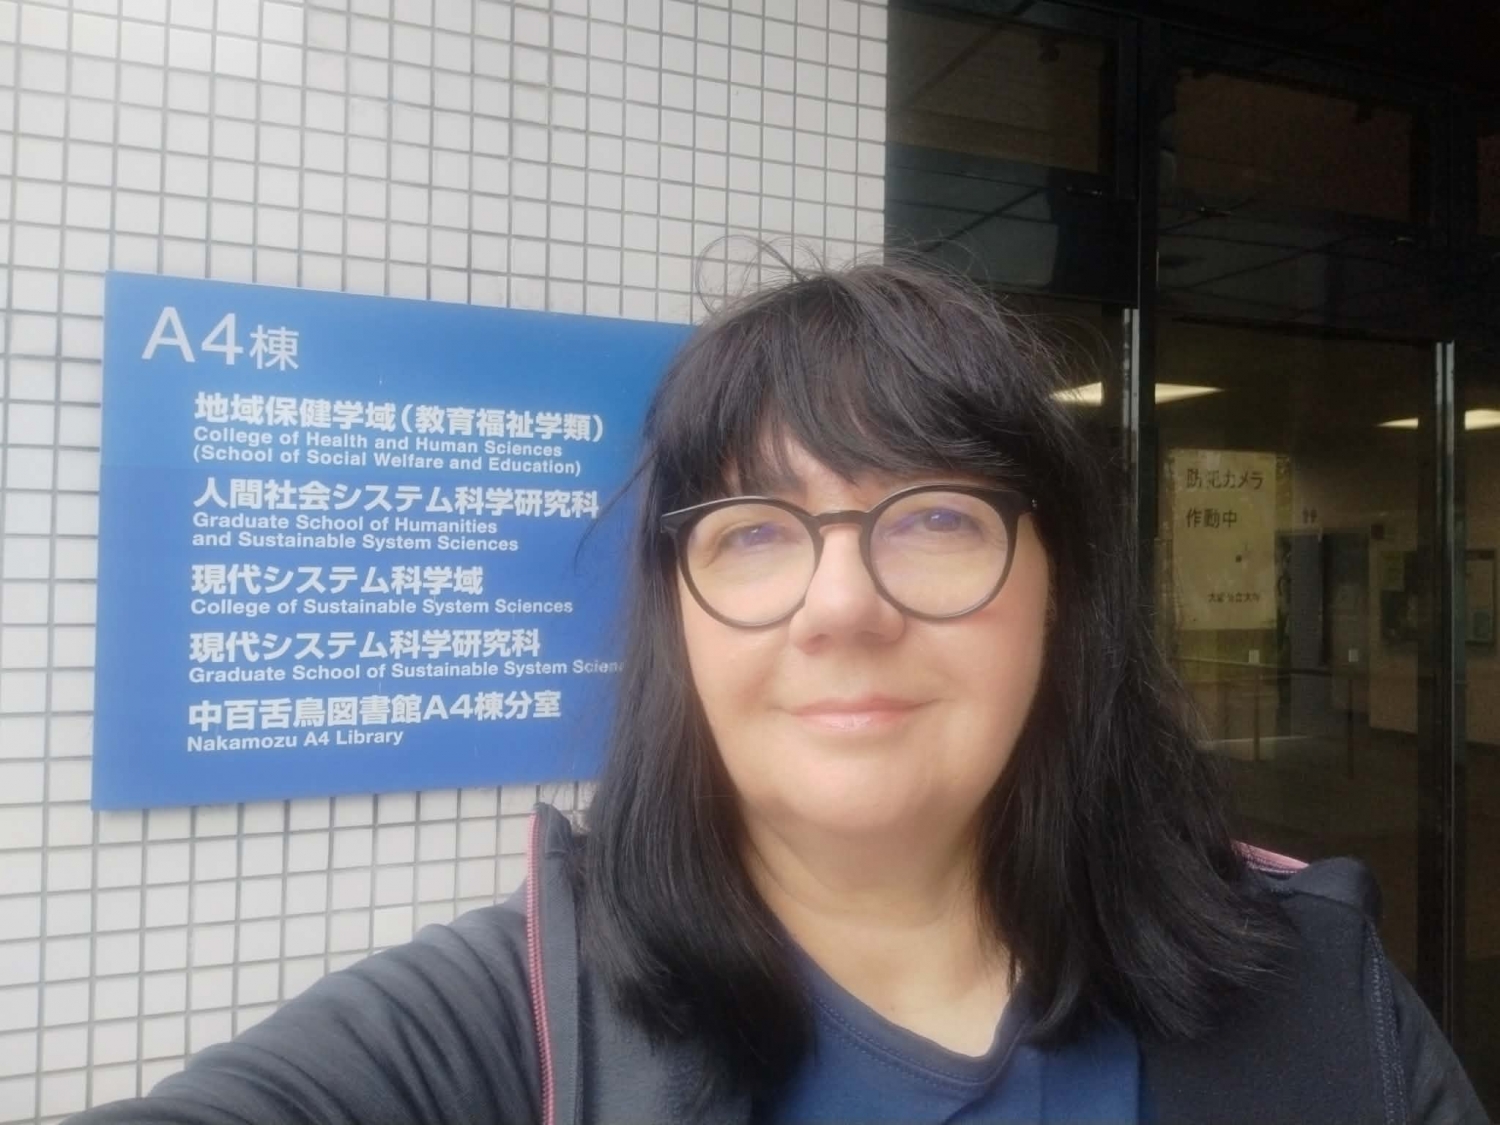 A4棟
地域保健学域(教育福祉学類)
College of Health and Human Sciences
(School of Social Welfare and Education)
人間社会システム科学研究科
Graduate School of Humanities
and Sustainable System Sciences
現代システム科学域
College of Sustainable System Sciences
現代システム科学研究科
Graduate School of Sustainable System
中百舌鳥図書館A4棟分室
Nakamozu A4 Library
防犯カメラ
作動中